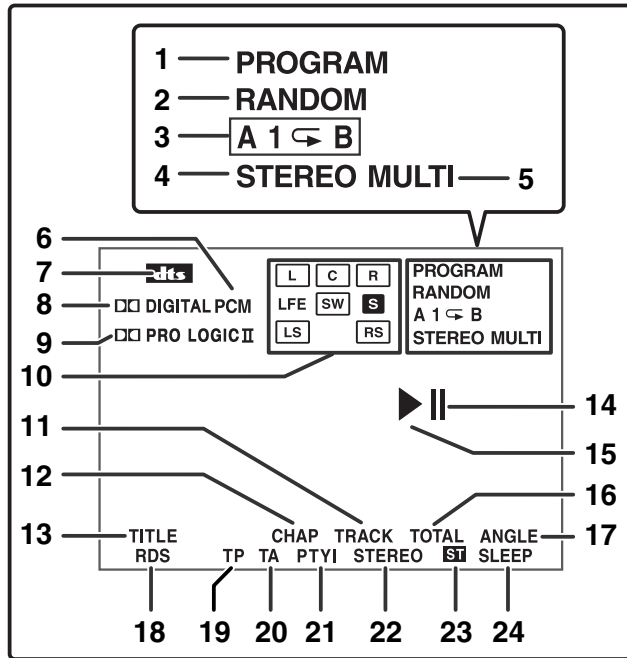 1 PROGRAM
2 RANDOM
3 A 1 B
4 STEREO MULTI 5
6
7 dts
8 DIGITAL PCM
9 PRO LOGIC II
L C R
LFE SW S
LS RS
PROGRAM
RANDOM
A 1 B
STEREO MULTI
10
11
12
13
14
15
16
17
CHAP TRACK TOTAL ANGLE
TITLE
RDS TP TA PTYI STEREO ST SLEEP
18 19 20 21 22 23 24